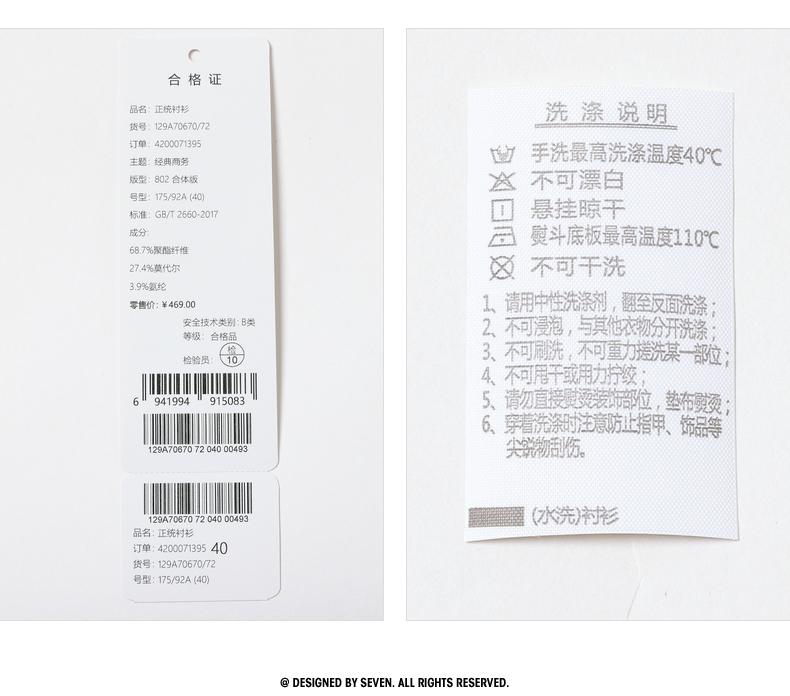 合格证
品名: 正统衬衫
货号: 129A70670/72
订单: 4200071395
主题: 经典商务
版型: 802 合体版
号型: 175/92A (40)
标准: GB/T 2660-2017
成分:
68.7%聚酯纤维
27.4%莫代尔
3.9%氨纶
零售价: ¥469.00
安全技术类别: B类
等级: 合格品
检验员: 检 10
6 941994 915083
129A70670 72 040 00493
129A70670 72 040 00493
品名: 正统衬衫
订单: 4200071395 40
货号: 129A70670/72
号型: 175/92A (40)
洗涤说明
手洗最高洗涤温度40℃
不可漂白
悬挂晾干
熨斗底板最高温度110℃
不可干洗
1、请用中性洗涤剂，翻至反面洗涤；
2、不可浸泡，与其他衣物分开洗涤；
3、不可刷洗，不可重力搓洗某一部位；
4、不可甩干或用力拧绞；
5、请勿直接熨烫装饰部位，垫布熨烫；
6、穿着洗涤时注意防止指甲、饰品等
尖锐物刮伤。
(水洗)衬衫
@ DESIGNED BY SEVEN. ALL RIGHTS RESERVED.